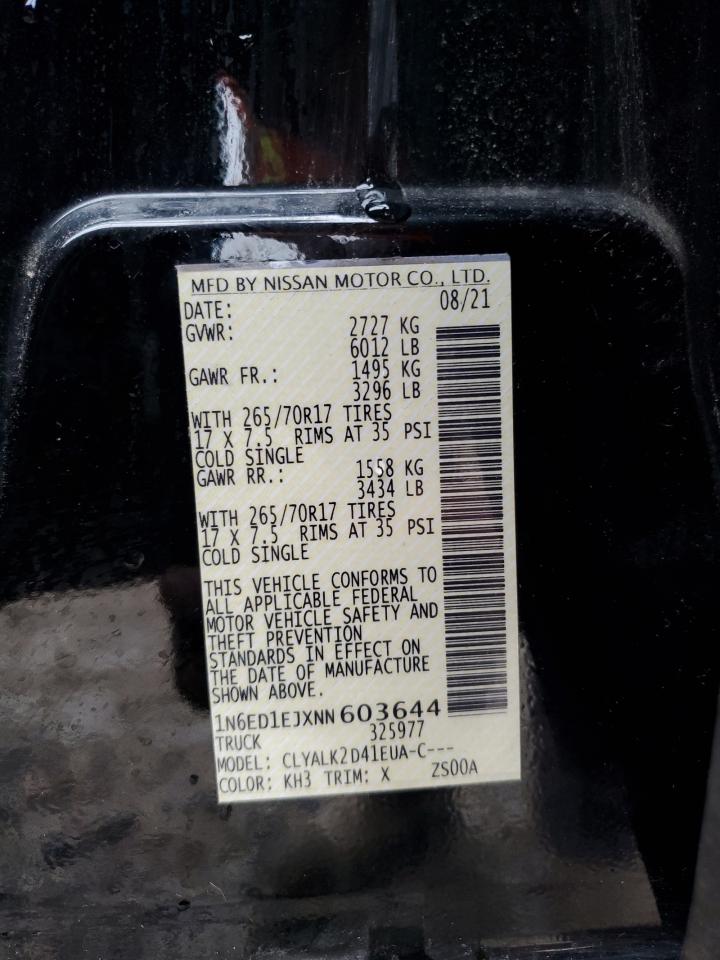 MFD BY NISSAN MOTOR CO., LTD.
DATE: 08/21
GVWR: 2727 KG
6012 LB
GAWR FR.: 1495 KG
3296 LB
WITH 265/70R17 TIRES
17 X 7.5 RIMS AT 35 PSI
COLD SINGLE
GAWR RR.: 1558 KG
3434 LB
WITH 265/70R17 TIRES
17 X 7.5 RIMS AT 35 PSI
COLD SINGLE
THIS VEHICLE CONFORMS TO
ALL APPLICABLE FEDERAL
MOTOR VEHICLE SAFETY AND
THEFT PREVENTION
STANDARDS IN EFFECT ON
THE DATE OF MANUFACTURE
SHOWN ABOVE.
1N6ED1EJXNN603644
TRUCK 325977
MODEL: CLYALK2D41EUA-C---
COLOR: KH3 TRIM: X ZS00A